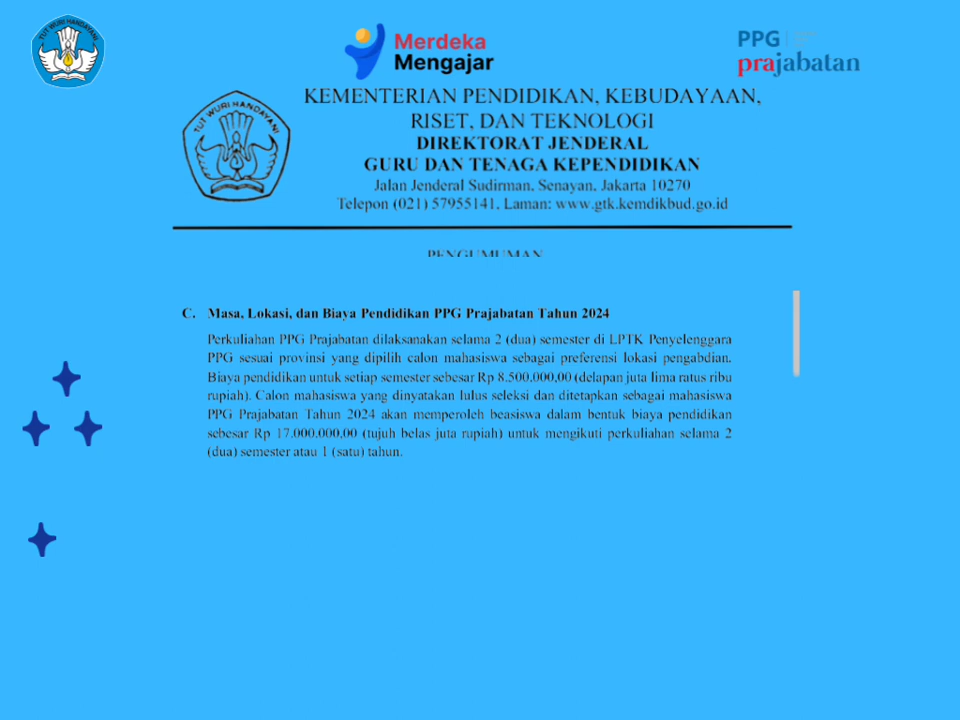 TUT WURI HANDAYANI
Merdeka
Mengajar
PPG
prajabatan
TUT WURI HANDAYANI
KEMENTERIAN PENDIDIKAN, KEBUDAYAAN,
RISET, DAN TEKNOLOGI
DIREKTORAT JENDERAL
GURU DAN TENAGA KEPENDIDIKAN
Jalan Jenderal Sudirman, Senayan, Jakarta 10270
Telepon (021) 57955141, Laman: www.gtk.kemdikbud.go.id
PENGUMUMAN
C. Masa, Lokasi, dan Biaya Pendidikan PPG Prajabatan Tahun 2024
Perkuliahan PPG Prajabatan dilaksanakan selama 2 (dua) semester di LPTK Penyelenggara
PPG sesuai provinsi yang dipilih calon mahasiswa sebagai preferensi lokasi pengabdian.
Biaya pendidikan untuk setiap semester sebesar Rp 8.500.000,00 (delapan juta lima ratus ribu
rupiah). Calon mahasiswa yang dinyatakan lulus seleksi dan ditetapkan sebagai mahasiswa
PPG Prajabatan Tahun 2024 akan memperoleh beasiswa dalam bentuk biaya pendidikan
sebesar Rp 17.000.000,00 (tujuh belas juta rupiah) untuk mengikuti perkuliahan selama 2
(dua) semester atau 1 (satu) tahun.